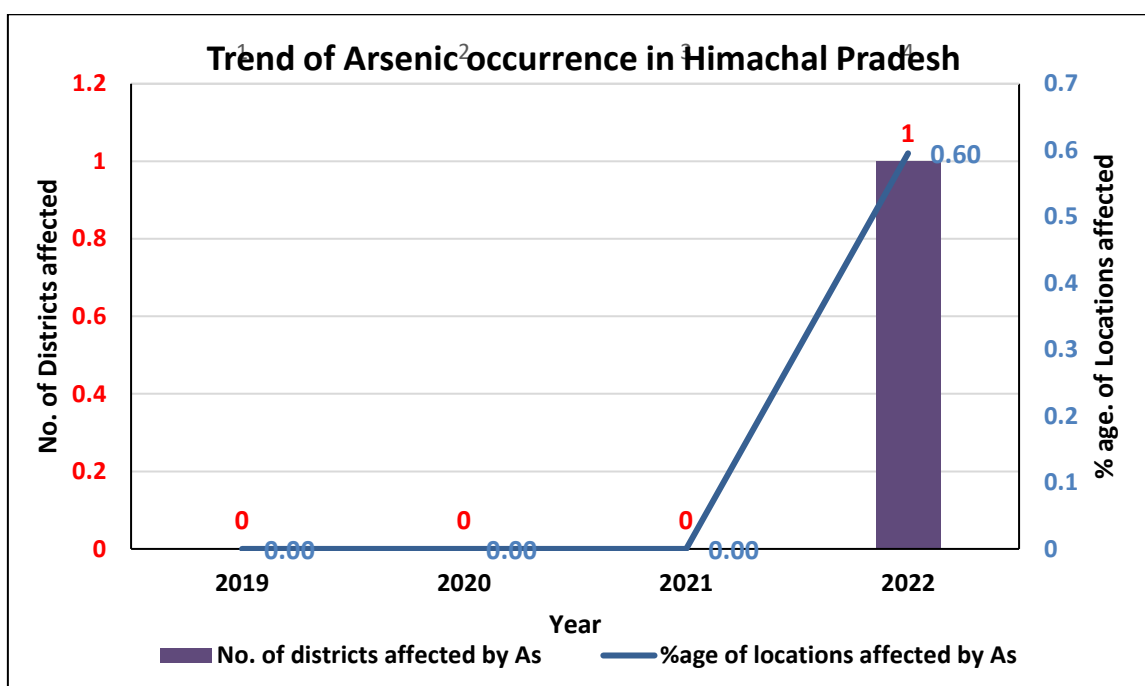 1 2 3 4
Trend of Arsenic occurrence in Himachal Pradesh
1.2 0.7
1 0.6
0.8 0.5
0.6 0.4
0.4 0.3
0.2 0.2
0 0.1
0
No. of Districts affected
% age. of Locations affected
0 0 0 1
0.00 0.00 0.00 0.60
2019 2020 2021 2022
Year
No. of districts affected by As %age of locations affected by As